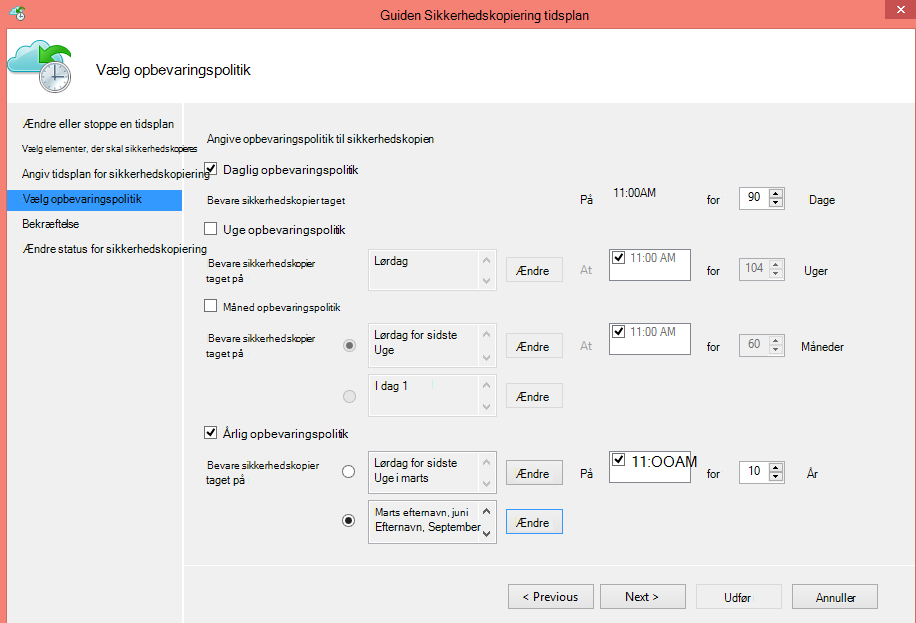 Guiden Sikkerhedskopiering tidsplan
Vælg opbevaringspolitik
Ændre eller stoppe en tidsplan
Vælg elementer, der skal sikkerhedskopieres
Angiv tidsplan for sikkerhedskopiering
Vælg opbevaringspolitik
Bekræftelse
Ændre status for sikkerhedskopiering
Angive opbevaringspolitik til sikkerhedskopien
Daglig opbevaringspolitik
Bevare sikkerhedskopier taget På 11:00AM for 90 Dage
Uge opbevaringspolitik
Bevare sikkerhedskopier
taget på
Lørdag
Ændre At 11:00 AM for 104 Uger
Måned opbevaringspolitik
Bevare sikkerhedskopier
taget på
Lørdag for sidste
Uge
Ændre At 11:00 AM for 60 Måneder
I dag 1
Ændre
Årlig opbevaringspolitik
Bevare sikkerhedskopier
taget på
Lørdag for sidste
Uge i marts
Ændre På 11:OOAM for 10 År
Marts efternavn, juni
Efternavn, September
Ændre
< Previous Next > Udfør Annuller